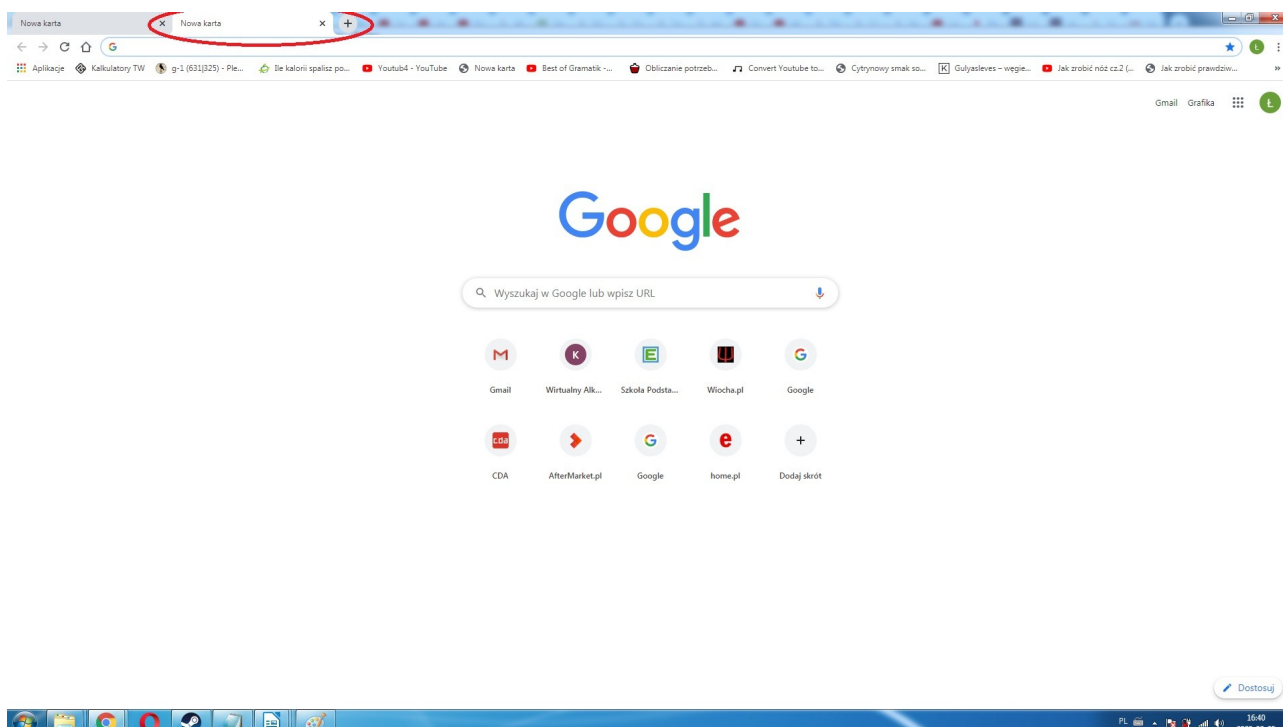 Nowa karta
Nowa karta
Aplikacje Kalkulatory TW g-1 (631|325) - Ple... Ile kalorii spalisz po... Youtub4 - YouTube Nowa karta Best of Gramatik -... Obliczanie potrzeb... Convert Youtube to... Cytrynowy smak so... Gulyasleves – węgie... Jak zrobić nóż cz.2 (... Jak zrobić prawdziw... »
Gmail Grafika Ł
Google
Wyszukaj w Google lub wpisz URL
Gmail Wirtualny Alk... Szkoła Podsta... Wiocha.pl Google
CDA AfterMarket.pl Google home.pl Dodaj skrót
Dostosuj
PL 16:40